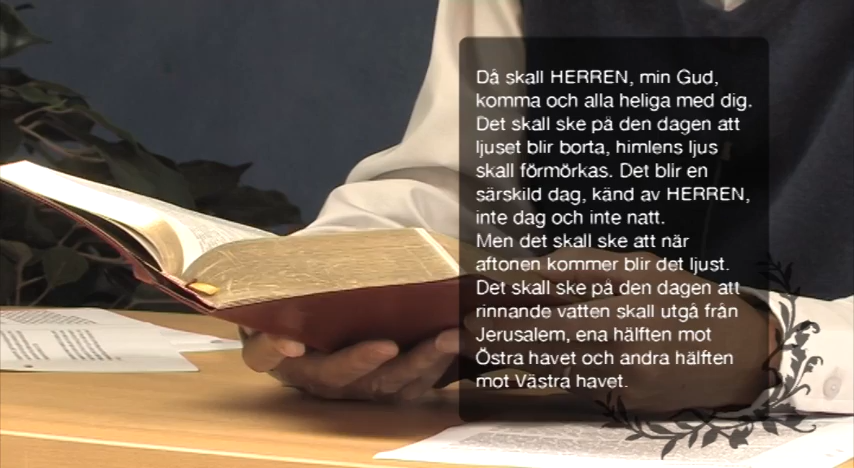 Då skall HERREN, min Gud,
komma och alla heliga med dig.
Det skall ske på den dagen att
ljuset blir borta, himlens ljus
skall förmörkas. Det blir en
särskild dag, känd av HERREN,
inte dag och inte natt.
Men det skall ske att när
aftonen kommer blir det ljust.
Det skall ske på den dagen att
rinnande vatten skall utgå från
Jerusalem, ena hälften mot
Östra havet och andra hälften
mot Västra havet.